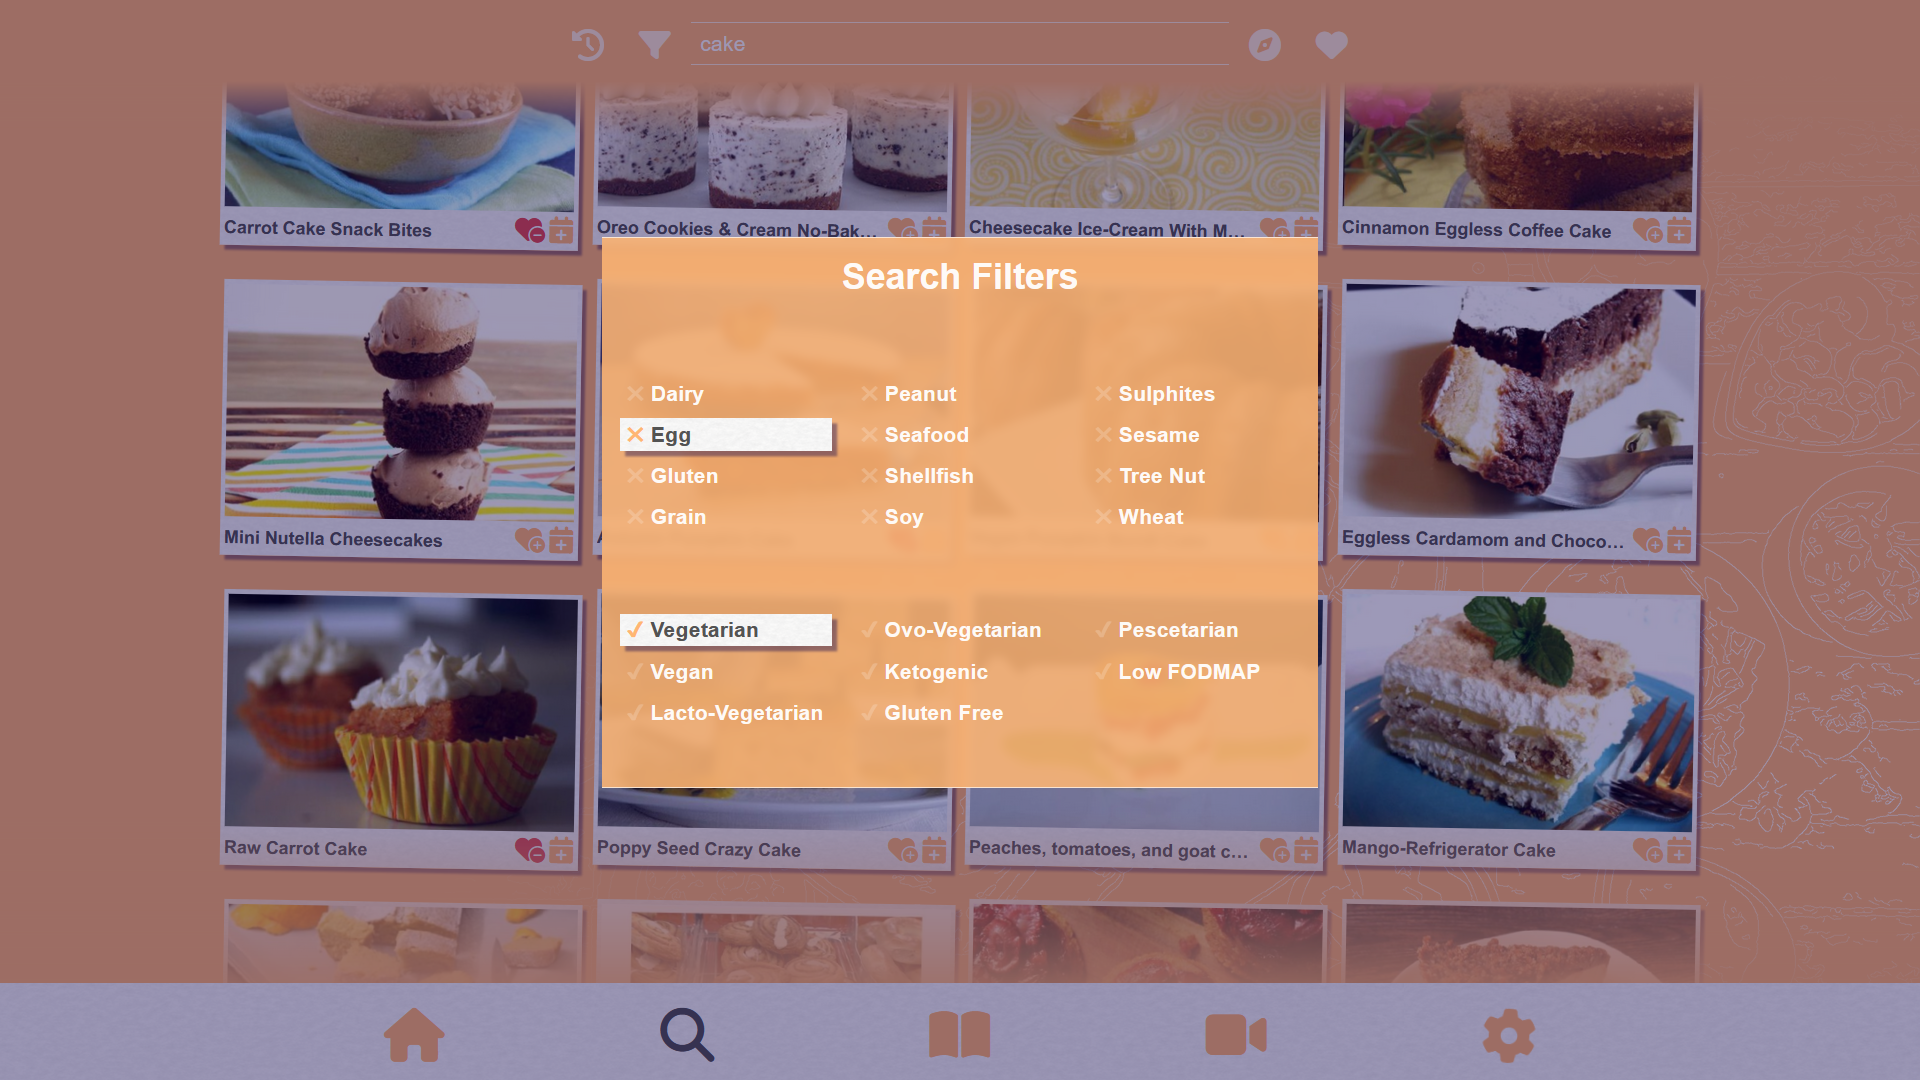 cake
Carrot Cake Snack Bites
Oreo Cookies & Cream No-Bak...
Cheesecake Ice-Cream With M...
Cinnamon Eggless Coffee Cake
Search Filters
Dairy
Peanut
Sulphites
Egg
Seafood
Sesame
Gluten
Shellfish
Tree Nut
Grain
Soy
Wheat
Mini Nutella Cheesecakes
Eggless Cardamom and Choco...
Vegetarian
Ovo-Vegetarian
Pescetarian
Vegan
Ketogenic
Low FODMAP
Lacto-Vegetarian
Gluten Free
Raw Carrot Cake
Poppy Seed Crazy Cake
Peaches, tomatoes, and goat c...
Mango-Refrigerator Cake